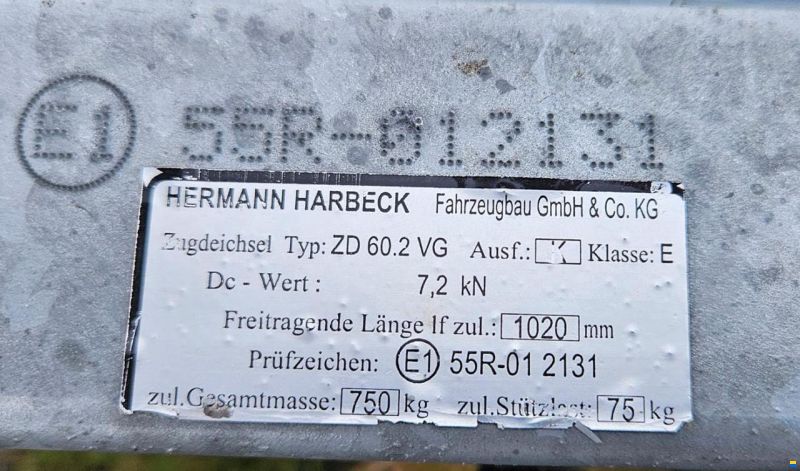 E1 55R-012131
HERMANN HARBECK Fahrzeugbau GmbH & Co. KG
Zugdeichsel Typ: ZD 60.2 VG Ausf.: K Klasse: E
Dc - Wert : 7,2 kN
Freitragende Länge lf zul.: 1020 mm
Prüfzeichen: E1 55R-01 2131
zul.Gesamtmasse: 750 kg zul.Stützlast: 75 kg